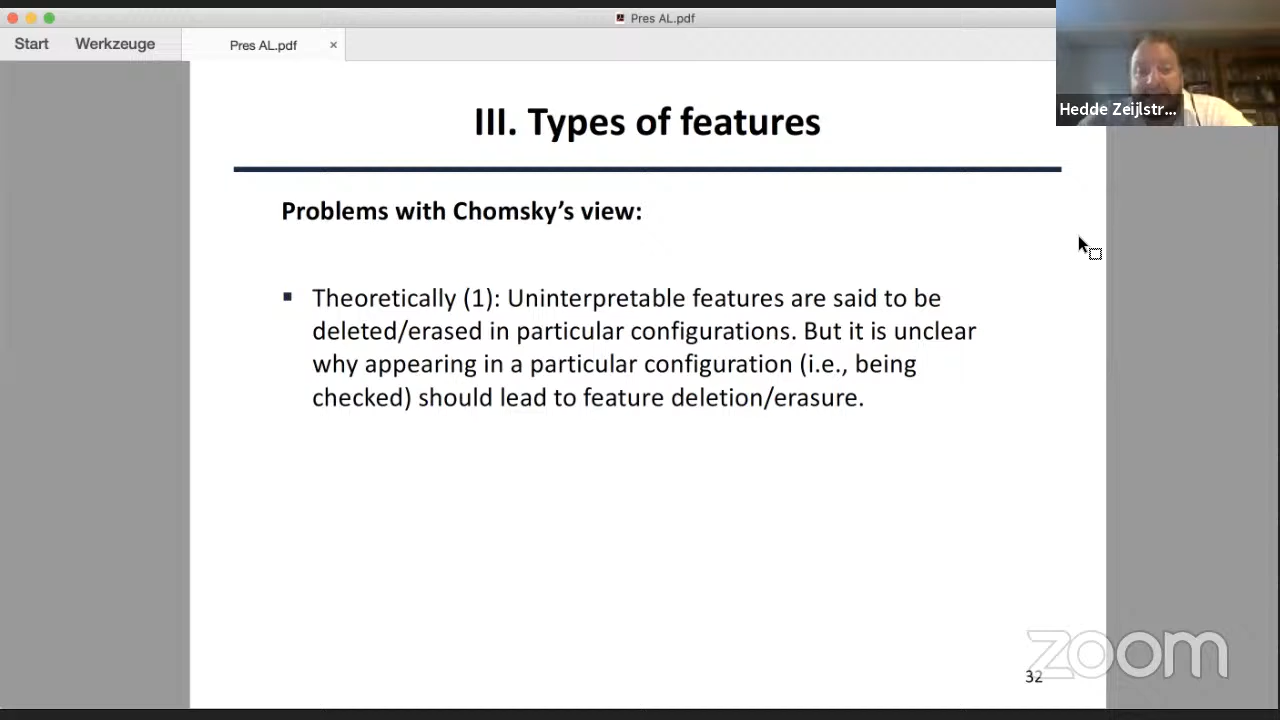 Pres AL.pdf
Start Werkzeuge Pres AL.pdf ×
Hedde Zeijlstr...
III. Types of features
Problems with Chomsky’s view:
▪ Theoretically (1): Uninterpretable features are said to be
deleted/erased in particular configurations. But it is unclear
why appearing in a particular configuration (i.e., being
checked) should lead to feature deletion/erasure.
zoom
32